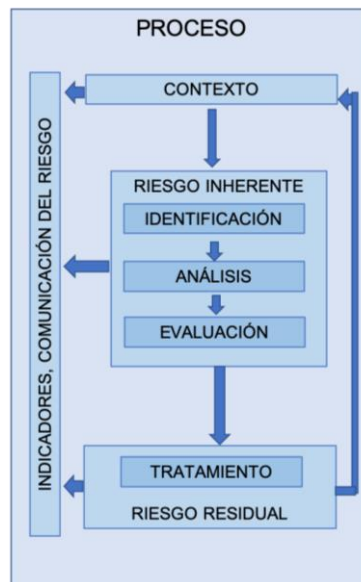 PROCESO
CONTEXTO
INDICADORES, COMUNICACIÓN DEL RIESGO
RIESGO INHERENTE
IDENTIFICACIÓN
ANÁLISIS
EVALUACIÓN
TRATAMIENTO
RIESGO RESIDUAL